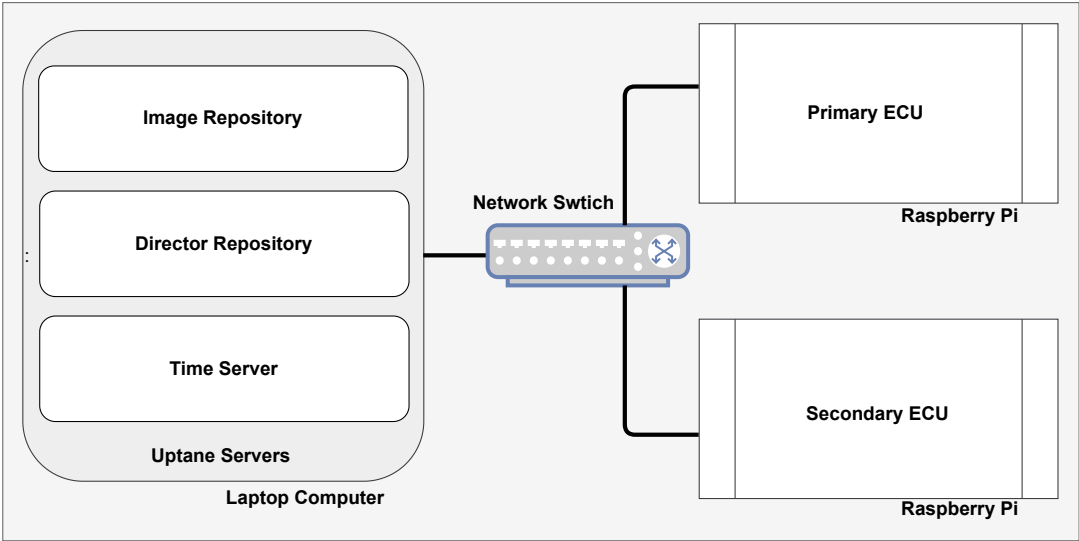 Image Repository
Director Repository
:
Time Server
Uptane Servers
Laptop Computer
Network Swtich
Primary ECU
Raspberry Pi
Secondary ECU
Raspberry Pi